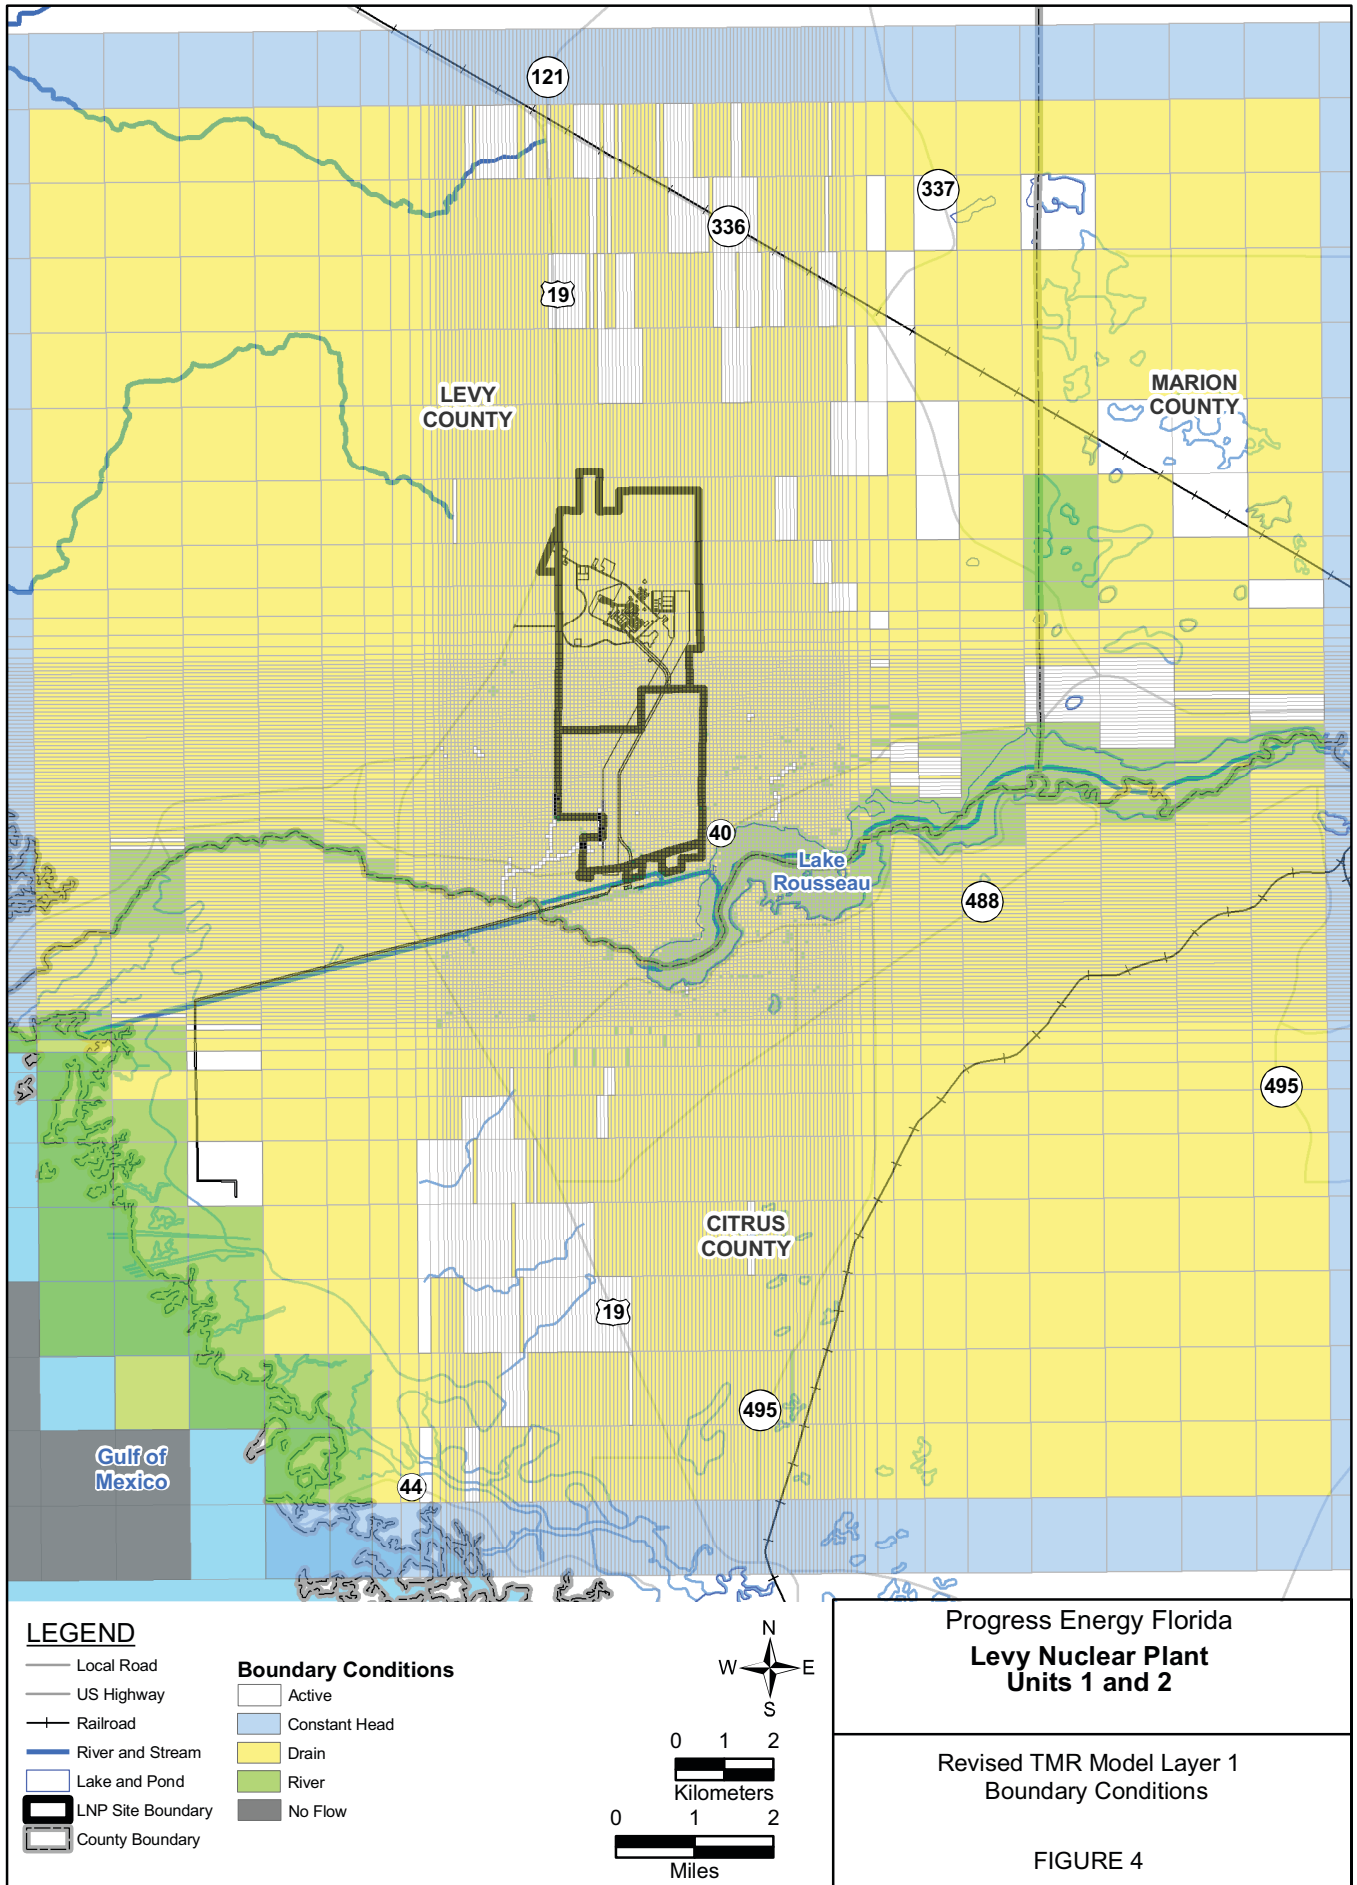 121
337
336
19
LEVY
COUNTY
MARION
COUNTY
40
Lake
Rousseau
488
495
CITRUS
COUNTY
19
495
Gulf of
Mexico
44
LEGEND
Local Road
US Highway
Railroad
River and Stream
Lake and Pond
LNP Site Boundary
County Boundary
Boundary Conditions
Active
Constant Head
Drain
River
No Flow
N
W E
S
0 1 2
Kilometers
0 1 2
Miles
Progress Energy Florida
Levy Nuclear Plant
Units 1 and 2
Revised TMR Model Layer 1
Boundary Conditions
FIGURE 4